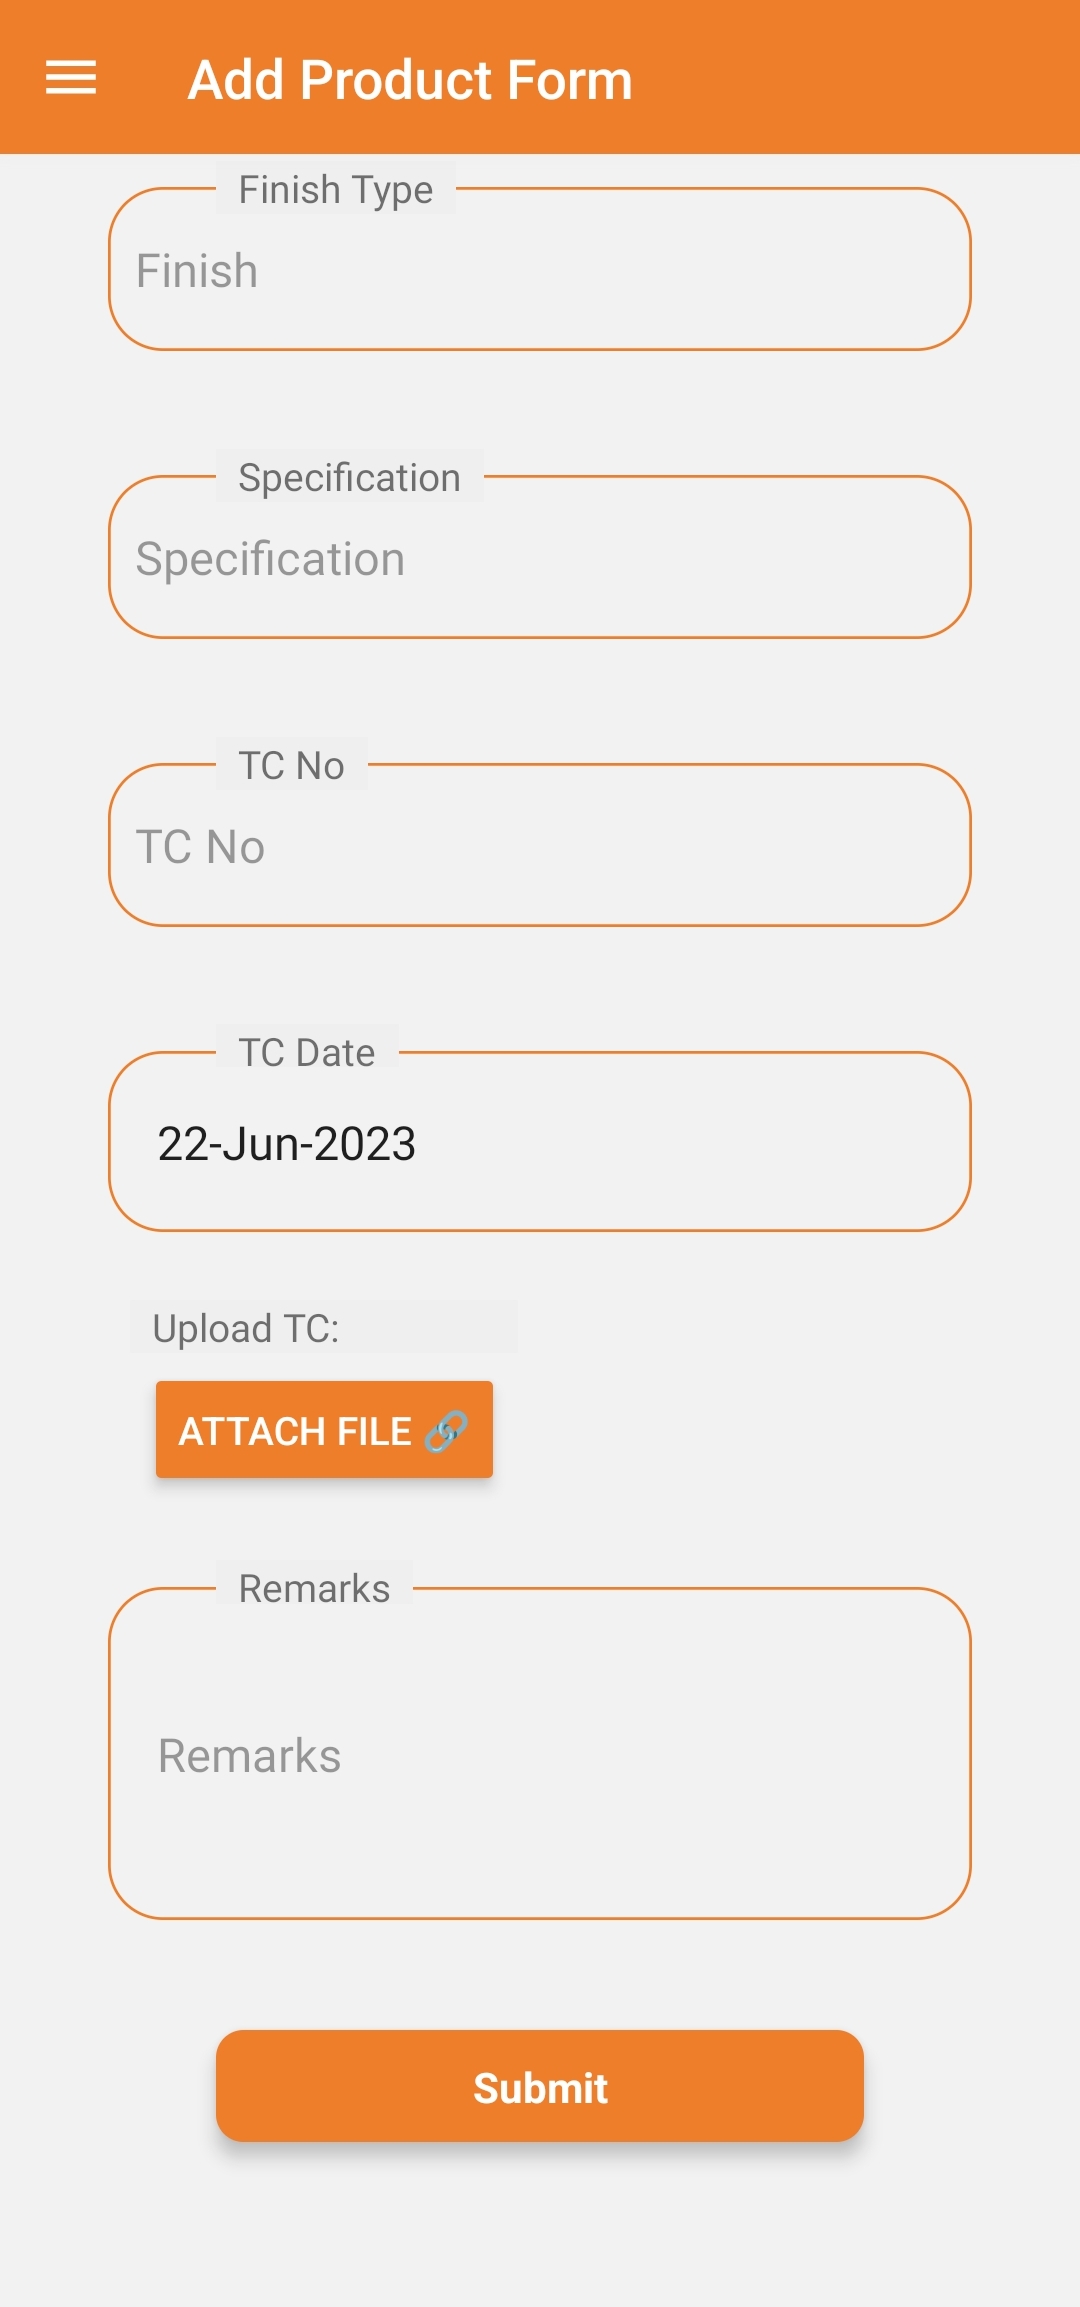 Add Product Form
Finish Type
Finish
Specification
Specification
TC No
TC No
TC Date
22-Jun-2023
Upload TC:
ATTACH FILE 🔗
Remarks
Remarks
Submit